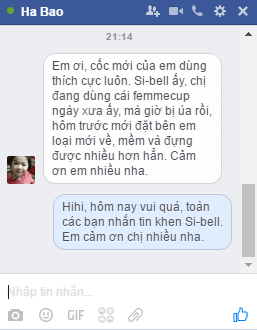 Ha Bao
21:14
Em ơi, cốc mới của em dùng
thích cực luôn. Si-bell ấy, chị
đang dùng cái femmecup
ngày xưa ấy, mà giờ bị úa rồi,
hôm trước mới đặt bên em
loại mới về, mềm và đựng
được nhiều hơn hẳn. Cảm
ơn em nhiều nha.
Hihi, hôm nay vui quá, toàn
các bạn nhắn tin khen Si-bell.
Em cảm ơn chị nhiều nha.
Nhập tin nhắn...
GIF